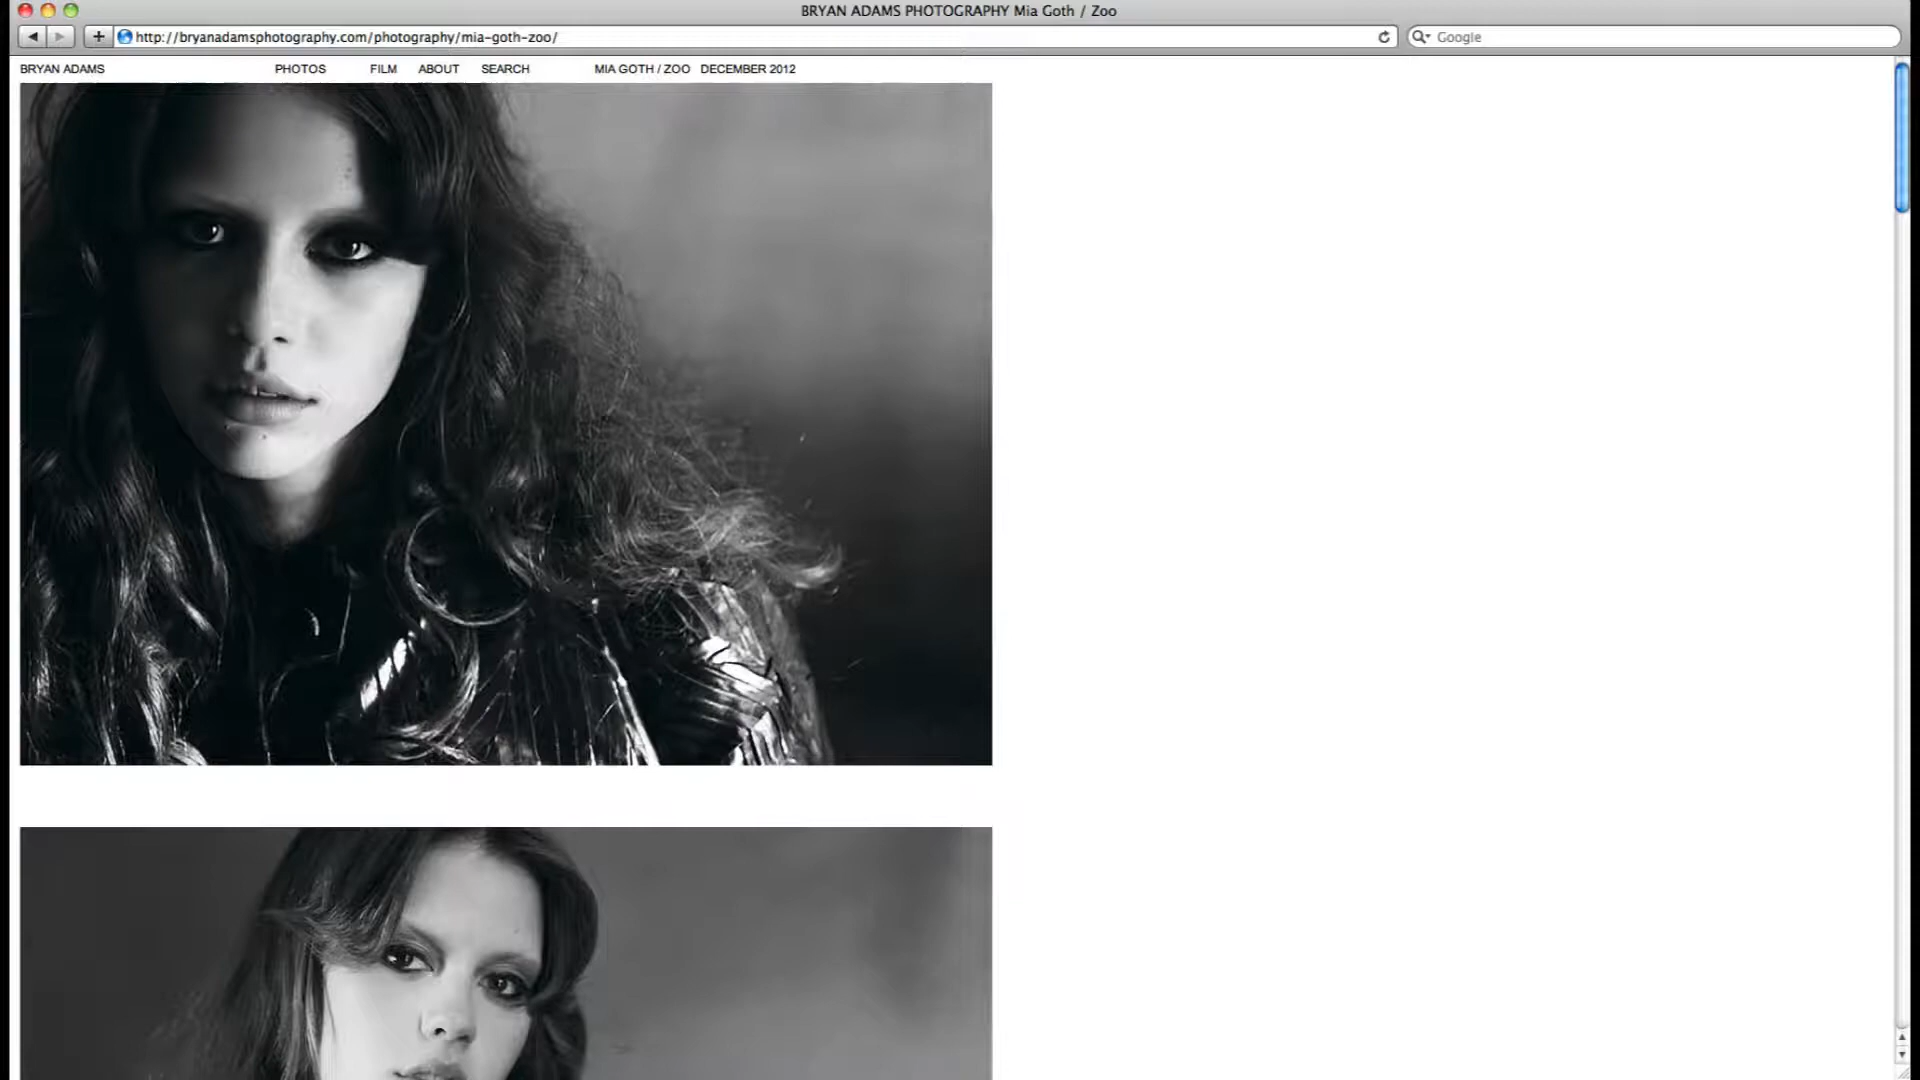 BRYAN ADAMS PHOTOGRAPHY Mia Goth / Zoo
http://bryanadamsphotography.com/photography/mia-goth-zoo/
Google
BRYAN ADAMS PHOTOS FILM ABOUT SEARCH MIA GOTH / ZOO DECEMBER 2012